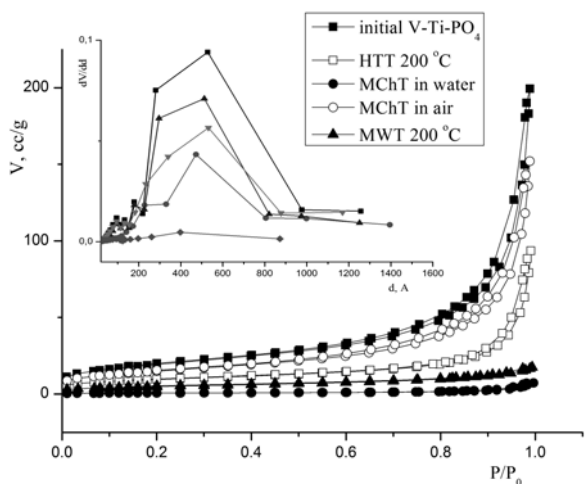 V, cc/g
200
100
0
0.0 0.2 0.4 0.6 0.8 1.0
P/P₀
dV/dd
0,1
0,0
200 400 600 800 1000 1200 1400 1600
d, A
initial V-Ti-PO₄
HTT 200 °C
MChT in water
MChT in air
MWT 200 °C